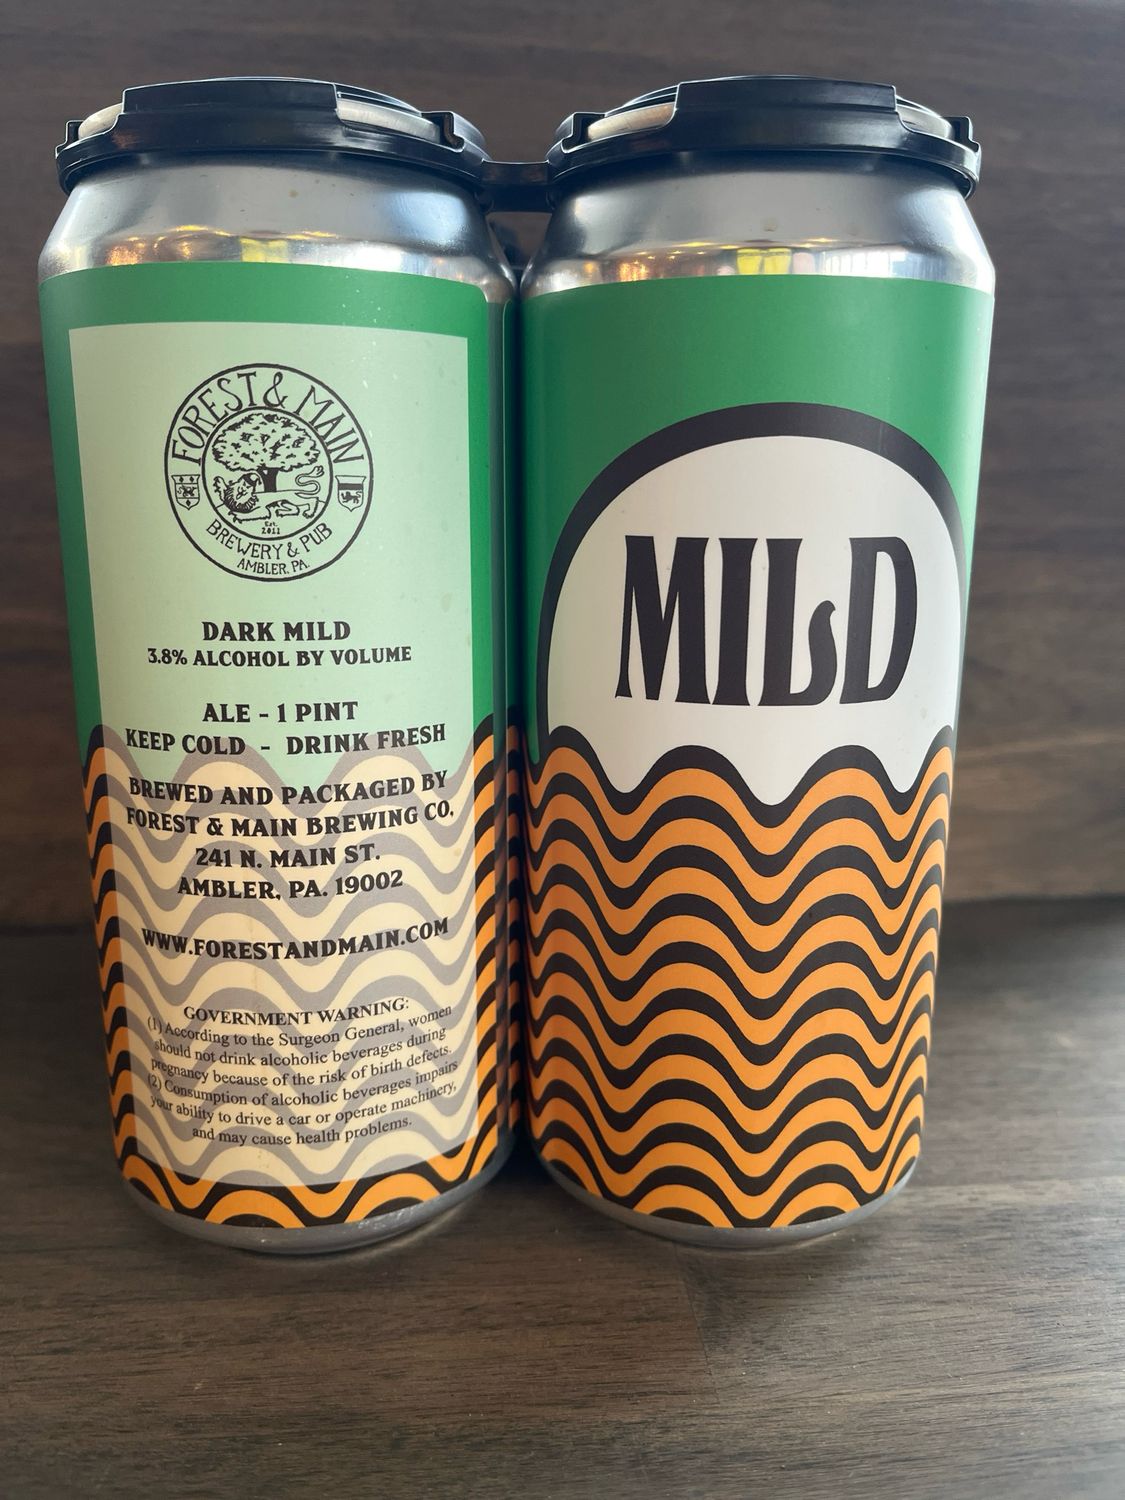 FOREST & MAIN
Est.
2011
BREWERY & PUB
AMBLER, PA.
DARK MILD
3.8% ALCOHOL BY VOLUME
ALE - 1 PINT
KEEP COLD - DRINK FRESH
BREWED AND PACKAGED BY
FOREST & MAIN BREWING CO.
241 N. MAIN ST.
AMBLER, PA. 19002
WWW.FORESTANDMAIN.COM
GOVERNMENT WARNING:
(1) According to the Surgeon General, women
should not drink alcoholic beverages during
pregnancy because of the risk of birth defects.
(2) Consumption of alcoholic beverages impairs
your ability to drive a car or operate machinery,
and may cause health problems.
MILD